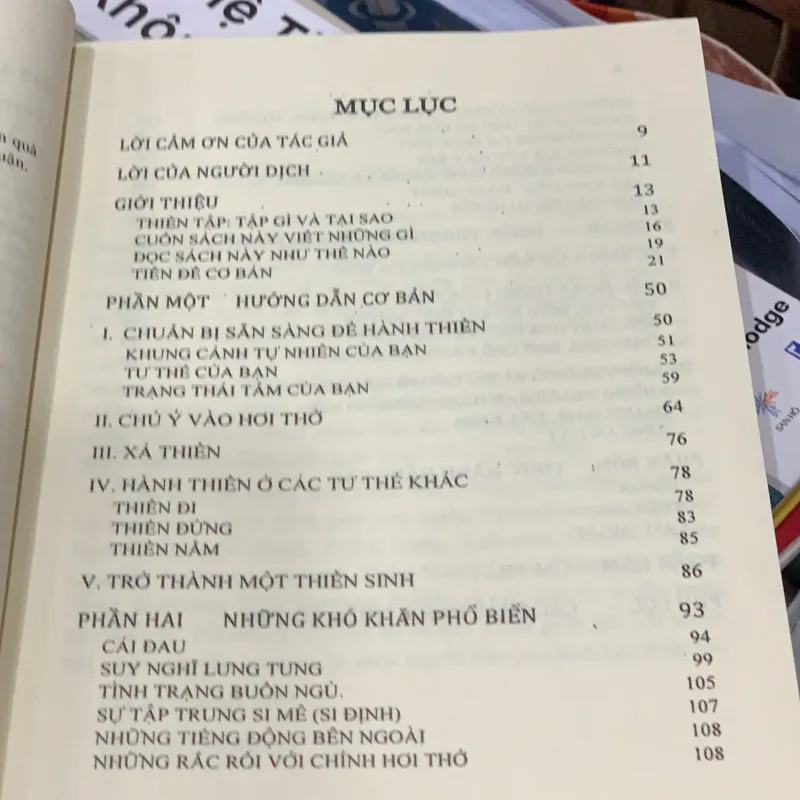 MỤC LỤC
LỜI CẢM ƠN CỦA TÁC GIẢ 9
LỜI CỦA NGƯỜI DỊCH 11
GIỚI THIỆU 13
THIỀN TẬP: TẬP GÌ VÀ TẠI SAO 13
CUỐN SÁCH NÀY VIẾT NHỮNG GÌ 16
ĐỌC SÁCH NÀY NHƯ THẾ NÀO 19
TIỀN ĐỀ CƠ BẢN 21
PHẦN MỘT HƯỚNG DẪN CƠ BẢN 50
I. CHUẨN BỊ SẴN SÀNG ĐỂ HÀNH THIỀN 50
KHUNG CẢNH TỰ NHIÊN CỦA BẠN 51
TƯ THẾ CỦA BẠN 53
TRẠNG THÁI TÂM CỦA BẠN 59
II. CHÚ Ý VÀO HƠI THỞ 64
III. XẢ THIỀN 76
IV. HÀNH THIỀN Ở CÁC TƯ THẾ KHÁC 78
THIỀN ĐI 78
THIỀN ĐỨNG 83
THIỀN NẰM 85
V. TRỞ THÀNH MỘT THIỀN SINH 86
PHẦN HAI NHỮNG KHÓ KHĂN PHỔ BIẾN 93
CÁI ĐAU 94
SUY NGHĨ LUNG TUNG 99
TÌNH TRẠNG BUỒN NGỦ. 105
SỰ TẬP TRUNG SI MÊ (SI ĐỊNH) 107
NHỮNG TIẾNG ĐỘNG BÊN NGOÀI 108
NHỮNG RẮC RỐI VỚI CHÍNH HƠI THỞ 108
quả